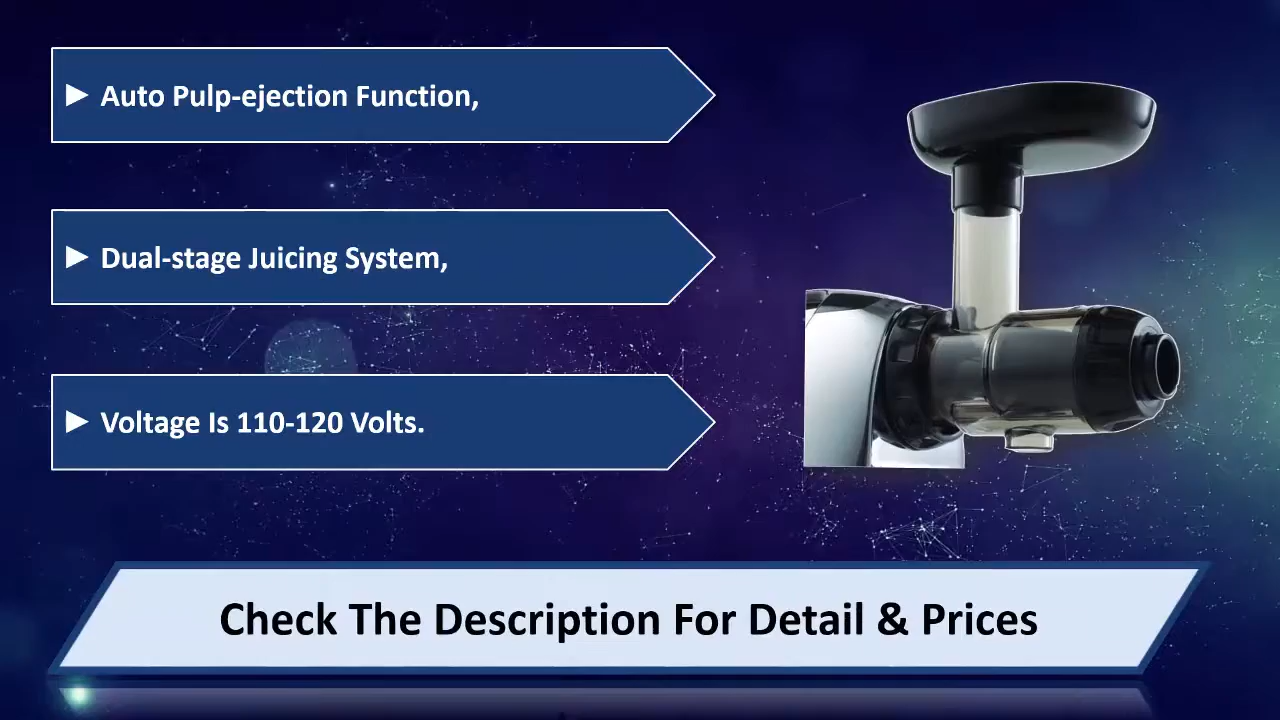 ► Auto Pulp-ejection Function,
► Dual-stage Juicing System,
► Voltage Is 110-120 Volts.
Check The Description For Detail & Prices